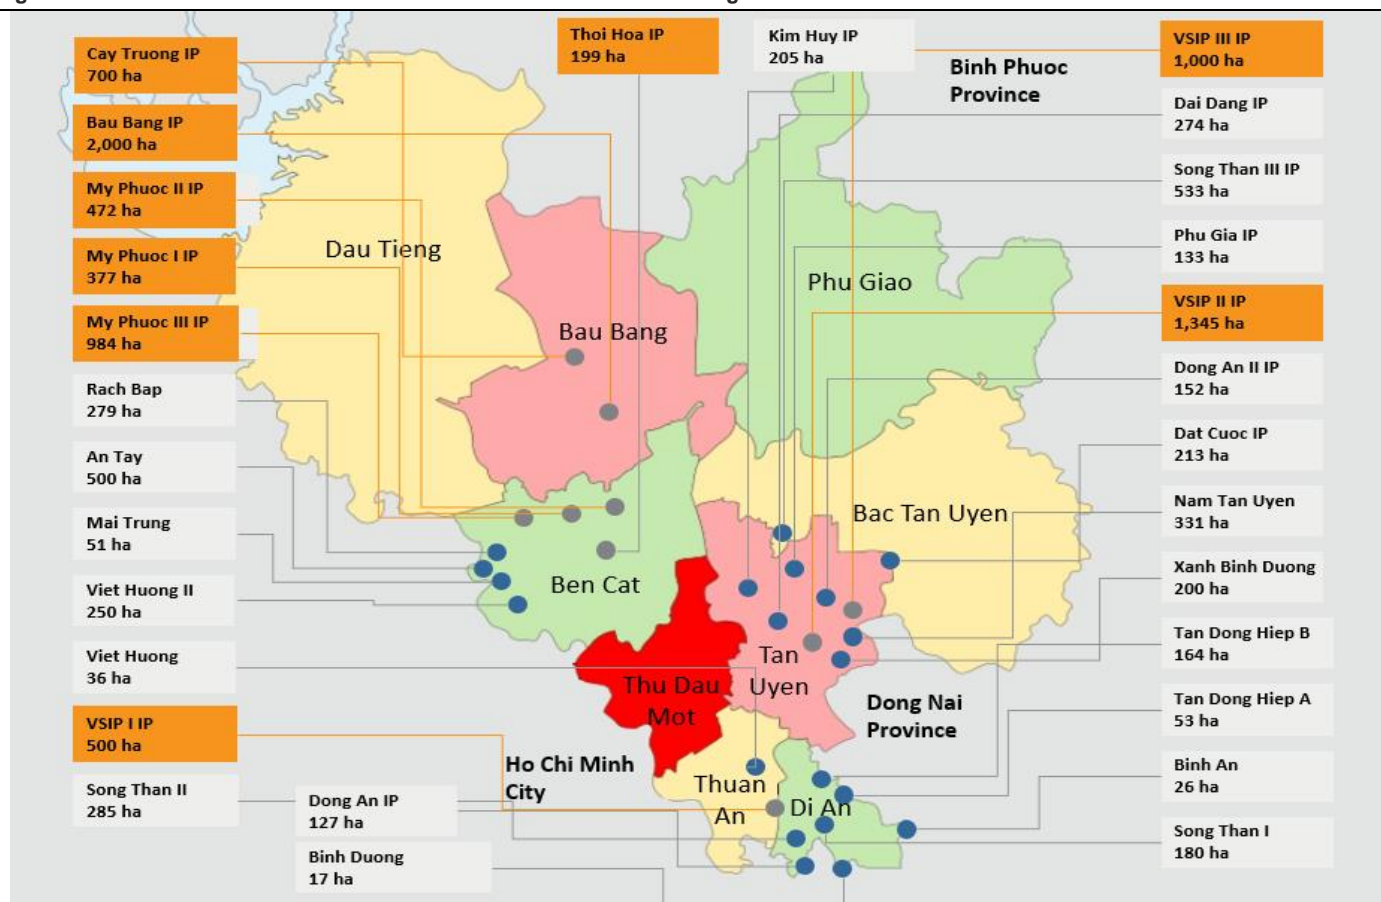 Cay Truong IP
700 ha
Bau Bang IP
2,000 ha
My Phuoc II IP
472 ha
My Phuoc I IP
377 ha
My Phuoc III IP
984 ha
Rach Bap
279 ha
An Tay
500 ha
Mai Trung
51 ha
Viet Huong II
250 ha
Viet Huong
36 ha
VSIP I IP
500 ha
Song Than II
285 ha
Dong An IP
127 ha
Binh Duong
17 ha
Thoi Hoa IP
199 ha
Kim Huy IP
205 ha
Binh Phuoc
Province
Dau Tieng
Bau Bang
Phu Giao
Bac Tan Uyen
Ben Cat
Tan
Uyen
Thu Dau
Mot
Dong Nai
Province
Ho Chi Minh
City
Thuan
An
Di An
VSIP III IP
1,000 ha
Dai Dang IP
274 ha
Song Than III IP
533 ha
Phu Gia IP
133 ha
VSIP II IP
1,345 ha
Dong An II IP
152 ha
Dat Cuoc IP
213 ha
Nam Tan Uyen
331 ha
Xanh Binh Duong
200 ha
Tan Dong Hiep B
164 ha
Tan Dong Hiep A
53 ha
Binh An
26 ha
Song Than I
180 ha